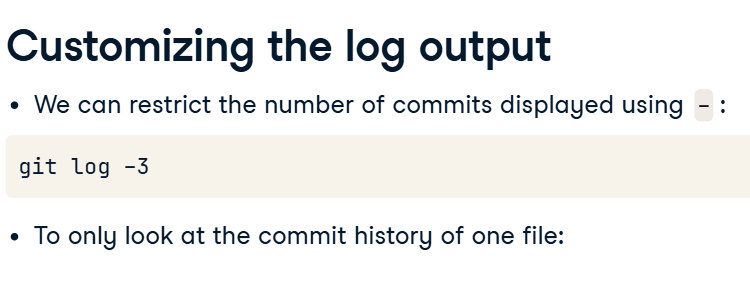 Customizing the log output
• We can restrict the number of commits displayed using - :
git log -3
• To only look at the commit history of one file: